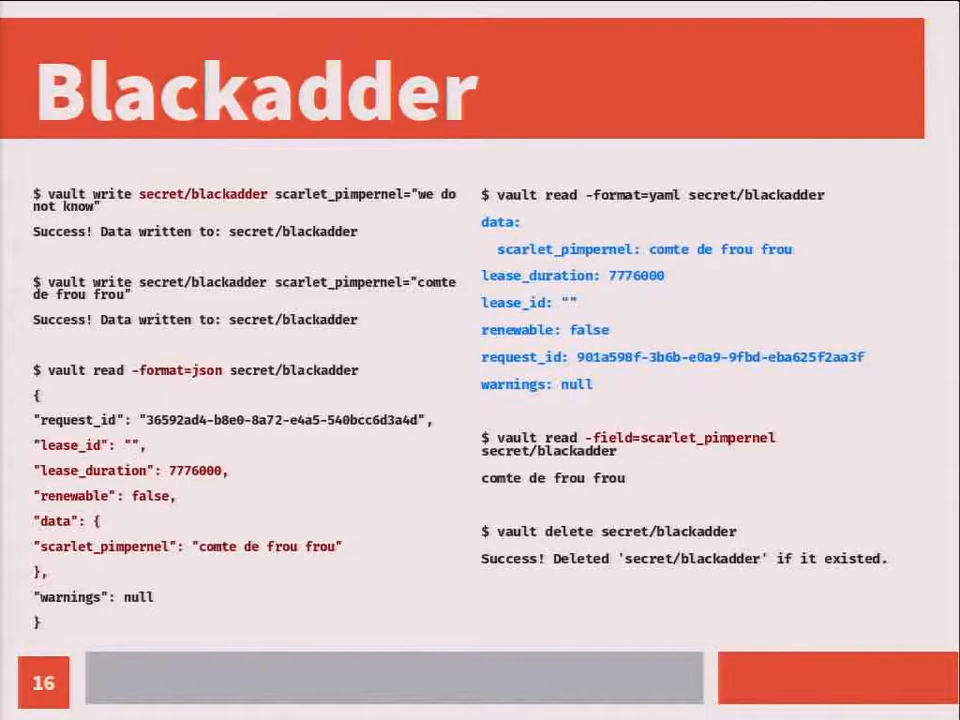 Blackadder
$ vault write secret/blackadder scarlet_pimpernel="we do
not know"
Success! Data written to: secret/blackadder
$ vault write secret/blackadder scarlet_pimpernel="comte
de frou frou"
Success! Data written to: secret/blackadder
$ vault read -format=json secret/blackadder
{
"request_id": "36592ad4-b8e0-8a72-e4a5-540bcc6d3a4d",
"lease_id": "",
"lease_duration": 7776000,
"renewable": false,
"data": {
"scarlet_pimpernel": "comte de frou frou"
},
"warnings": null
}
$ vault read -format=yaml secret/blackadder
data:
  scarlet_pimpernel: comte de frou frou
lease_duration: 7776000
lease_id: ""
renewable: false
request_id: 901a598f-3b6b-e0a9-9fbd-eba625f2aa3f
warnings: null
$ vault read -field=scarlet_pimpernel
secret/blackadder
comte de frou frou
$ vault delete secret/blackadder
Success! Deleted 'secret/blackadder' if it existed.
16